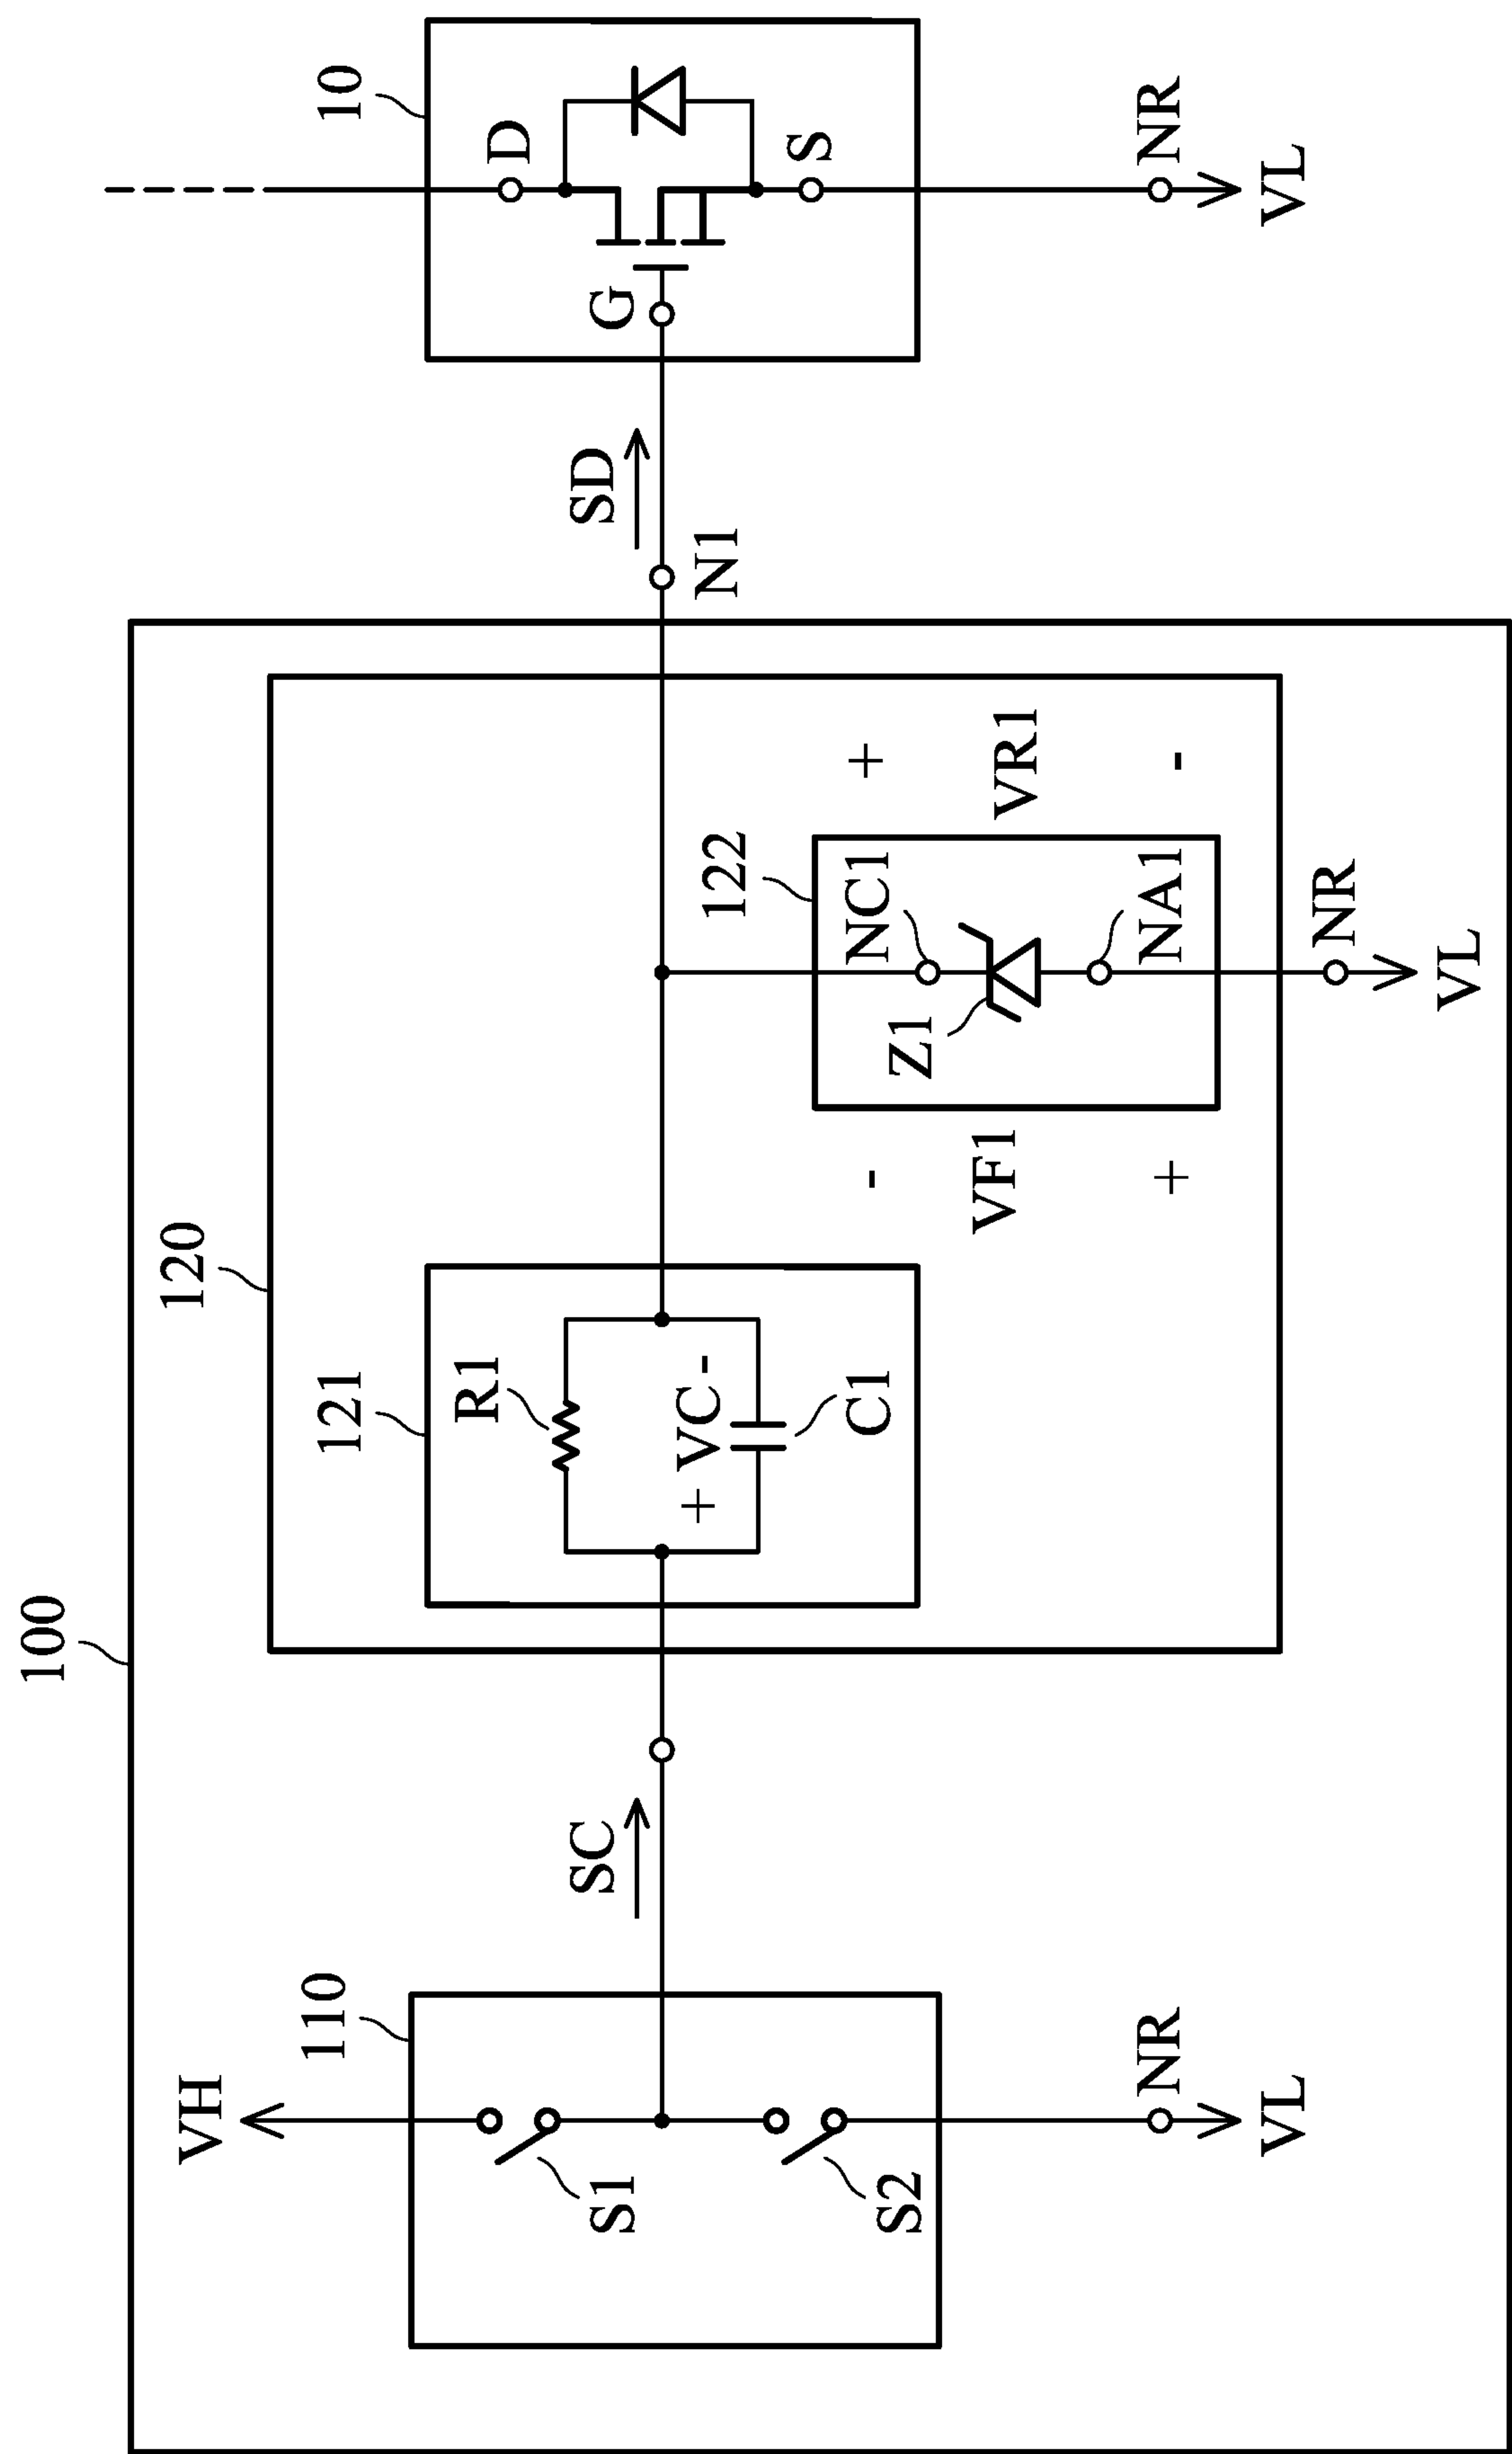 100
VH
110
S1
S2
NR
VL
SC
120
121
R1
+ VC -
C1
122
NC1
Z1
NA1
- VF1 +
+ VR1 -
NR
VL
N1
SD
10
D
G
S
NR
VL